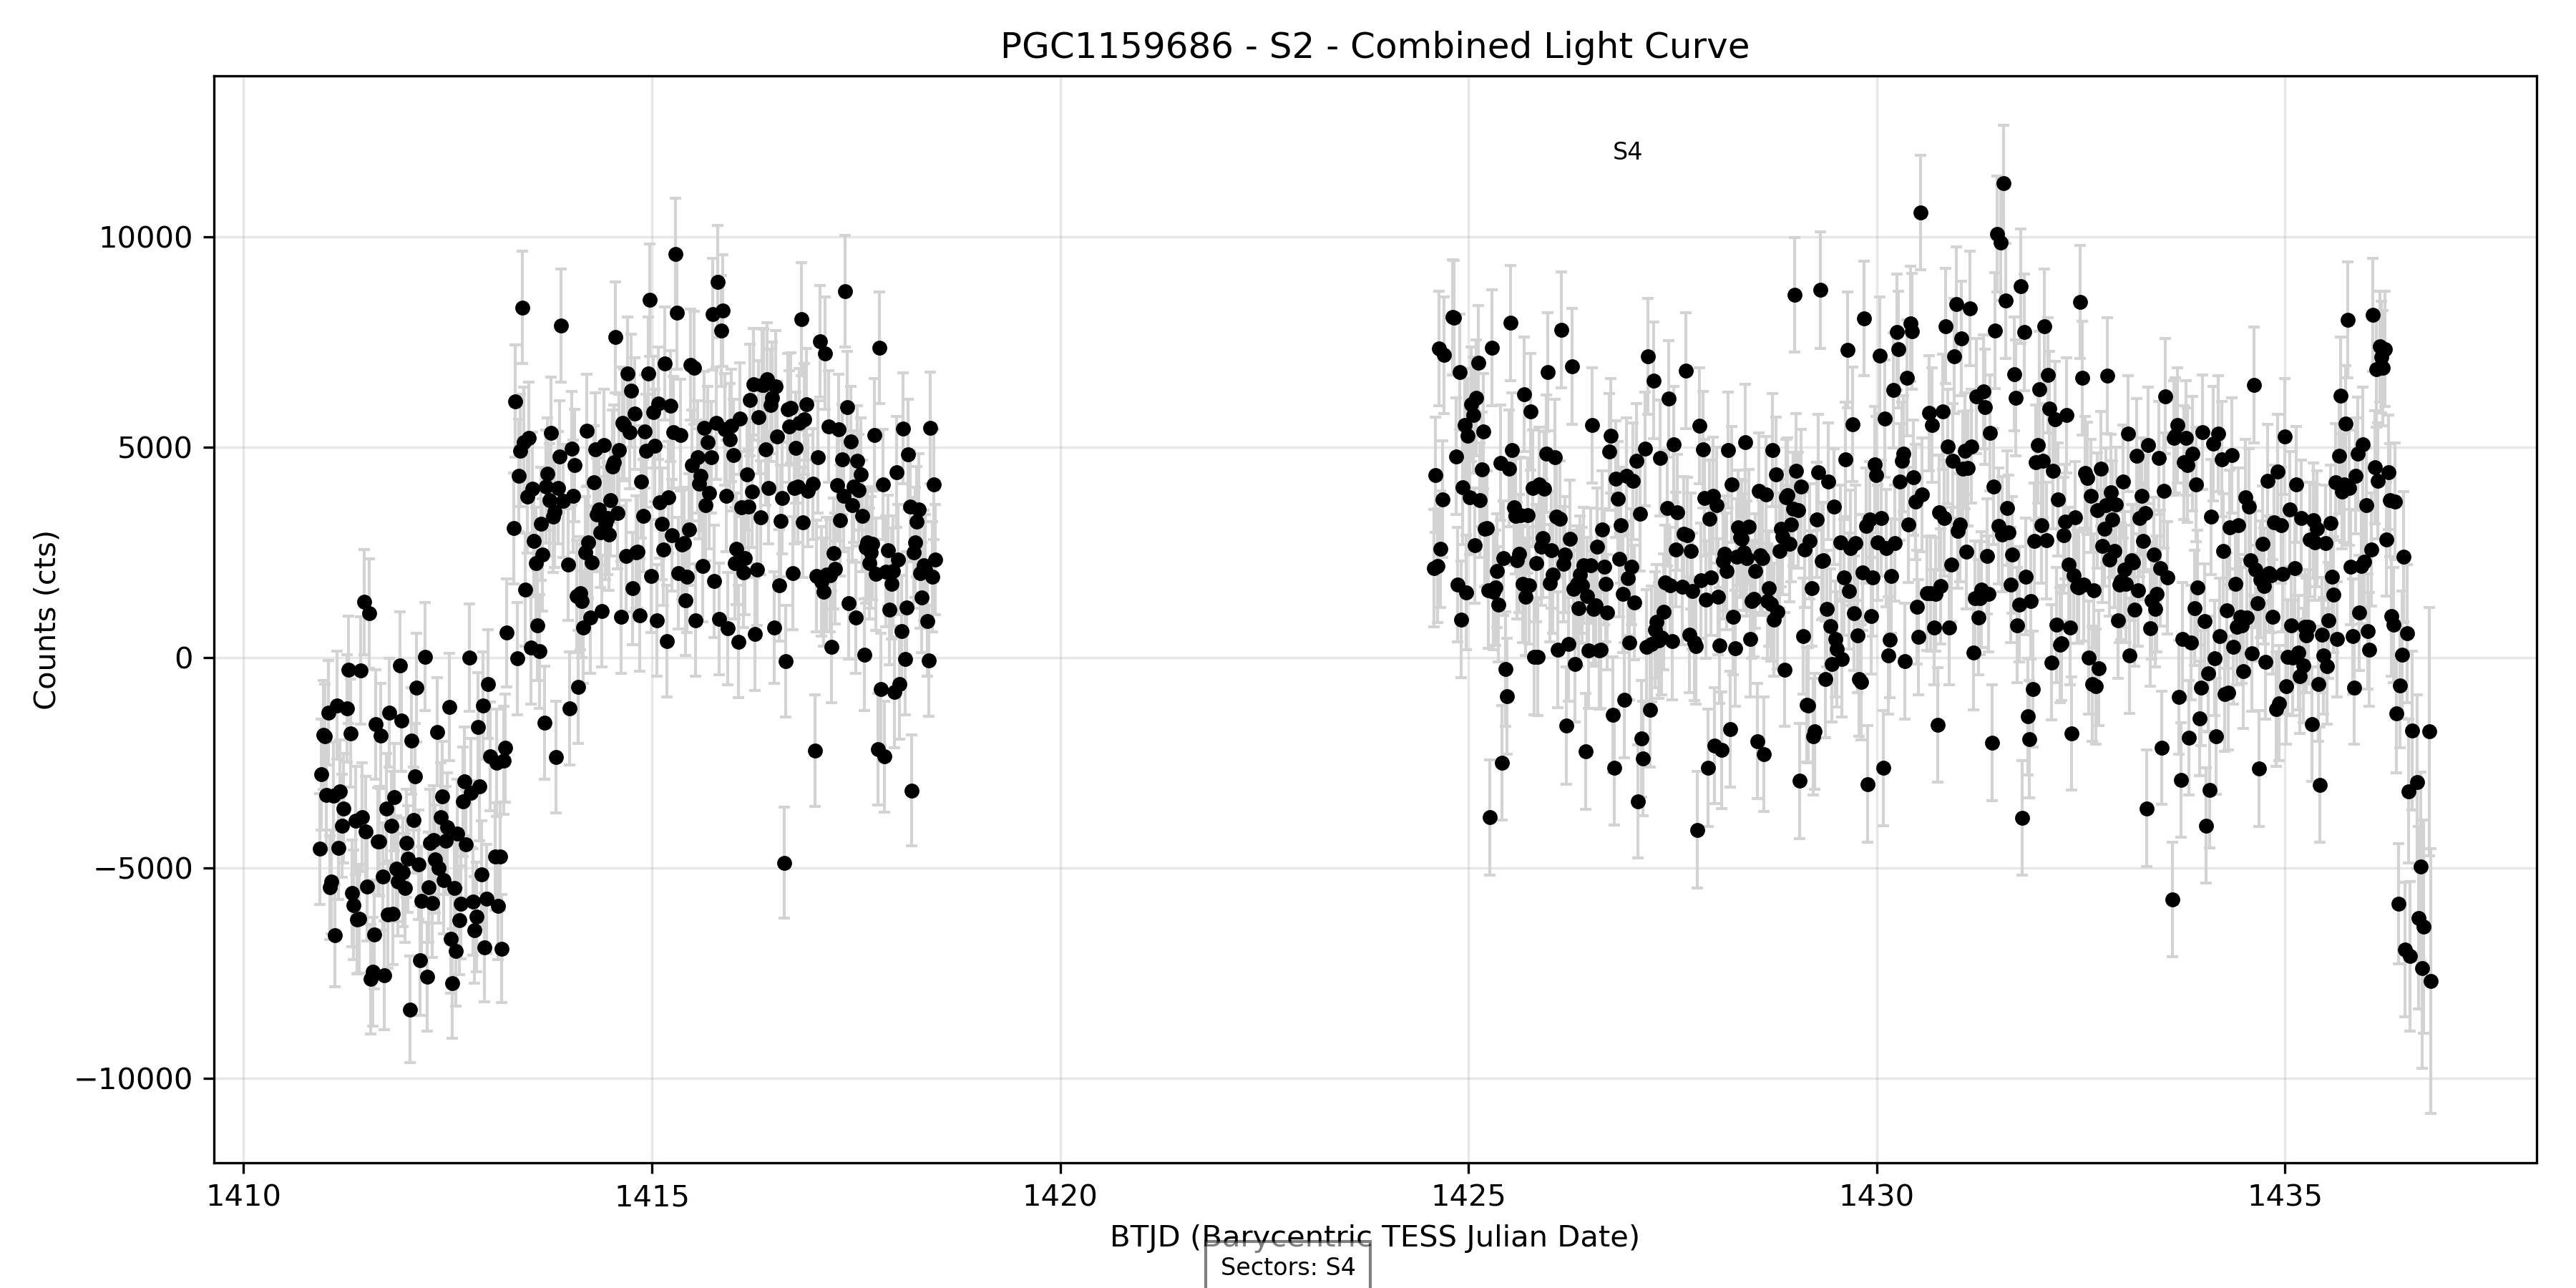 PGC1159686 - S2 - Combined Light Curve
Counts (cts)
10000
5000
0
−5000
−10000
S4
1410 1415 1420 1425 1430 1435
BTJD (Barycentric TESS Julian Date)
Sectors: S4